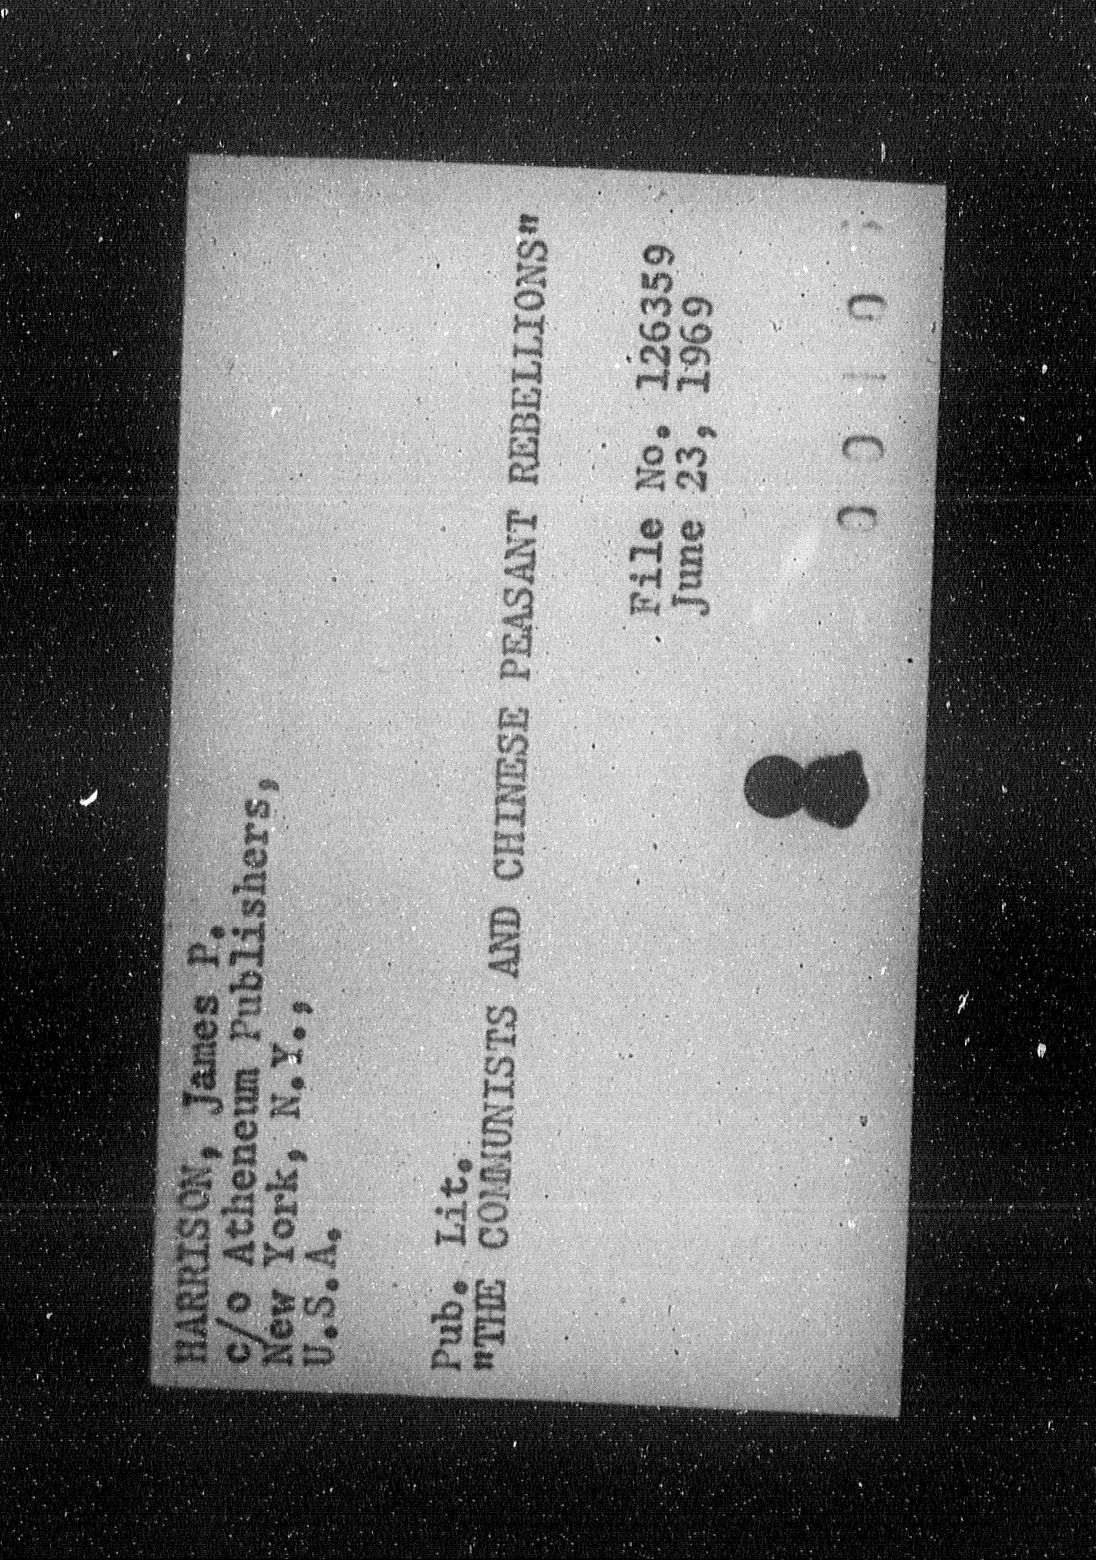 HARRISON, James P.
c/o Atheneum Publishers,
New York, N.Y.,
U.S.A.
Pub. Lit.
"THE COMMUNISTS AND CHINESE PEASANT REBELLIONS"
File No. 126359
June 23, 1969